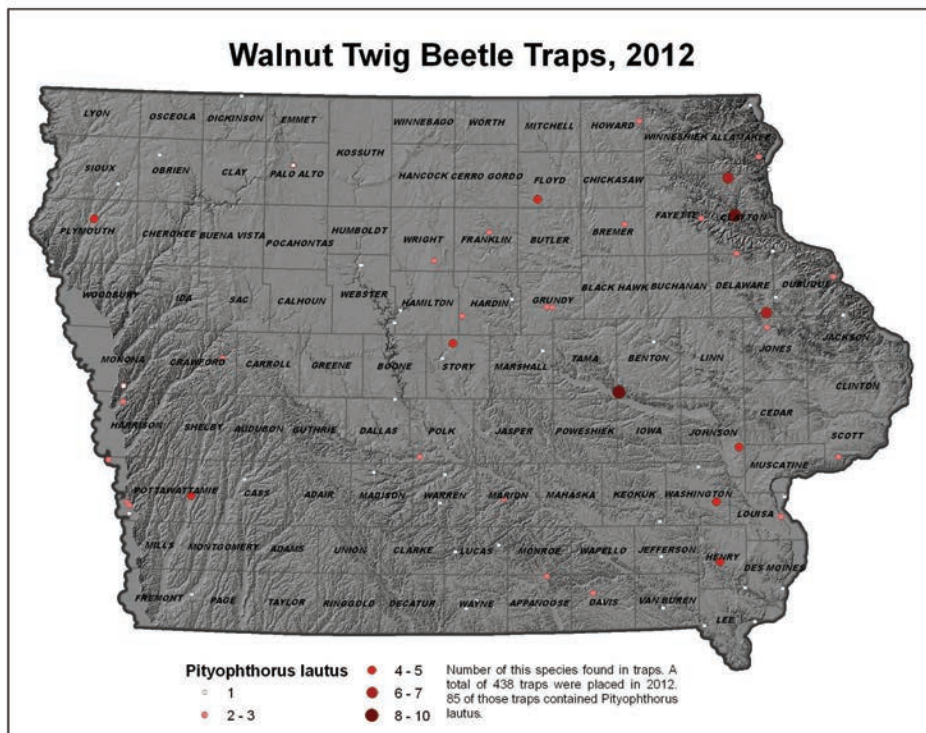 Walnut Twig Beetle Traps, 2012
LYON OSCEOLA DICKINSON EMMET WINNEBAGO WORTH MITCHELL HOWARD WINNESHIEK ALLAMAKEE
SIOUX OBRIEN CLAY PALO ALTO KOSSUTH HANCOCK CERRO GORDO FLOYD CHICKASAW
PLYMOUTH CHEROKEE BUENA VISTA POCAHONTAS HUMBOLDT WRIGHT FRANKLIN BUTLER BREMER FAYETTE CLAYTON
WOODBURY IDA SAC CALHOUN WEBSTER HAMILTON HARDIN GRUNDY BLACK HAWK BUCHANAN DELAWARE DUBUQUE
MONONA CRAWFORD CARROLL GREENE BOONE STORY MARSHALL TAMA BENTON LINN JONES JACKSON
HARRISON SHELBY AUDUBON GUTHRIE DALLAS POLK JASPER POWESHIEK IOWA JOHNSON CEDAR CLINTON
SCOTT
MUSCATINE
POTTAWATTAMIE CASS ADAIR MADISON WARREN MARION MAHASKA KEOKUK WASHINGTON LOUISA
MILLS MONTGOMERY ADAMS UNION CLARKE LUCAS MONROE WAPELLO JEFFERSON HENRY DES MOINES
FREMONT PAGE TAYLOR RINGGOLD DECATUR WAYNE APPANOOSE DAVIS VAN BUREN LEE
Pityophthorus lautus
1
2 - 3
4 - 5
6 - 7
8 - 10
Number of this species found in traps. A
total of 438 traps were placed in 2012.
85 of those traps contained Pityophthorus
lautus.